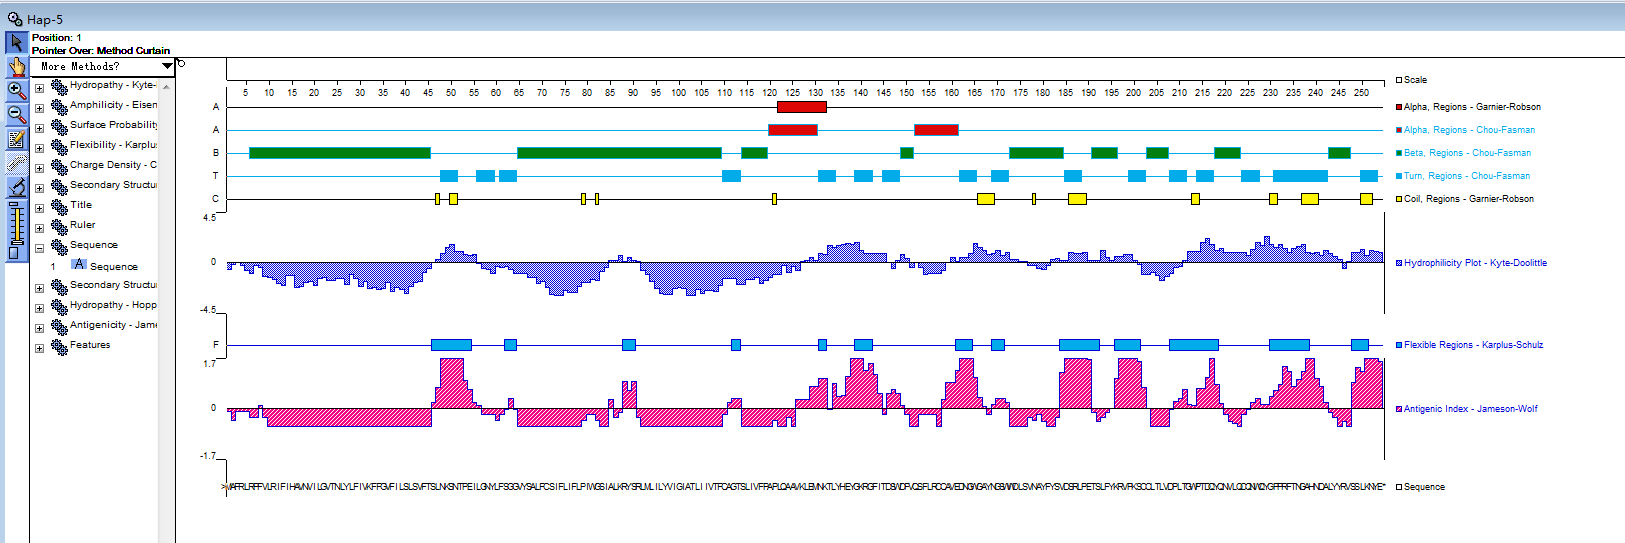 Hap-5
Position: 1
Pointer Over: Method Curtain
More Methods?
Hydropathy - Kyte-
Amphilicity - Eisen
Surface Probability
Flexibility - Karplus
Charge Density - C
Secondary Structu
Title
Ruler
Sequence
1 A Sequence
Secondary Structu
Hydropathy - Hopp
Antigenicity - Jame
Features
Scale
5 10 15 20 25 30 35 40 45 50 55 60 65 70 75 80 85 90 95 100 105 110 115 120 125 130 135 140 145 150 155 160 165 170 175 180 185 190 195 200 205 210 215 220 225 230 235 240 245 250
A Alpha, Regions - Garnier-Robson
A Alpha, Regions - Chou-Fasman
B Beta, Regions - Chou-Fasman
T Turn, Regions - Chou-Fasman
C Coil, Regions - Garnier-Robson
4.5
0 Hydrophilicity Plot - Kyte-Doolittle
-4.5
F Flexible Regions - Karplus-Schulz
1.7
0 Antigenic Index - Jameson-Wolf
-1.7
Sequence